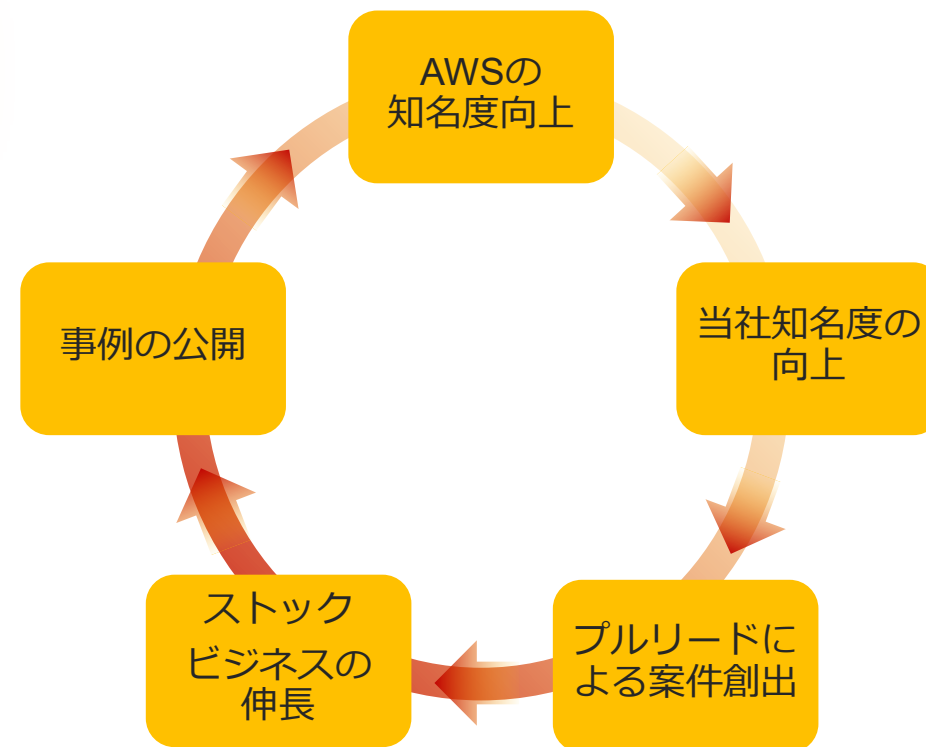 AWSの
知名度向上
当社知名度の
向上
プルリードに
よる案件創出
ストック
ビジネスの
伸長
事例の公開